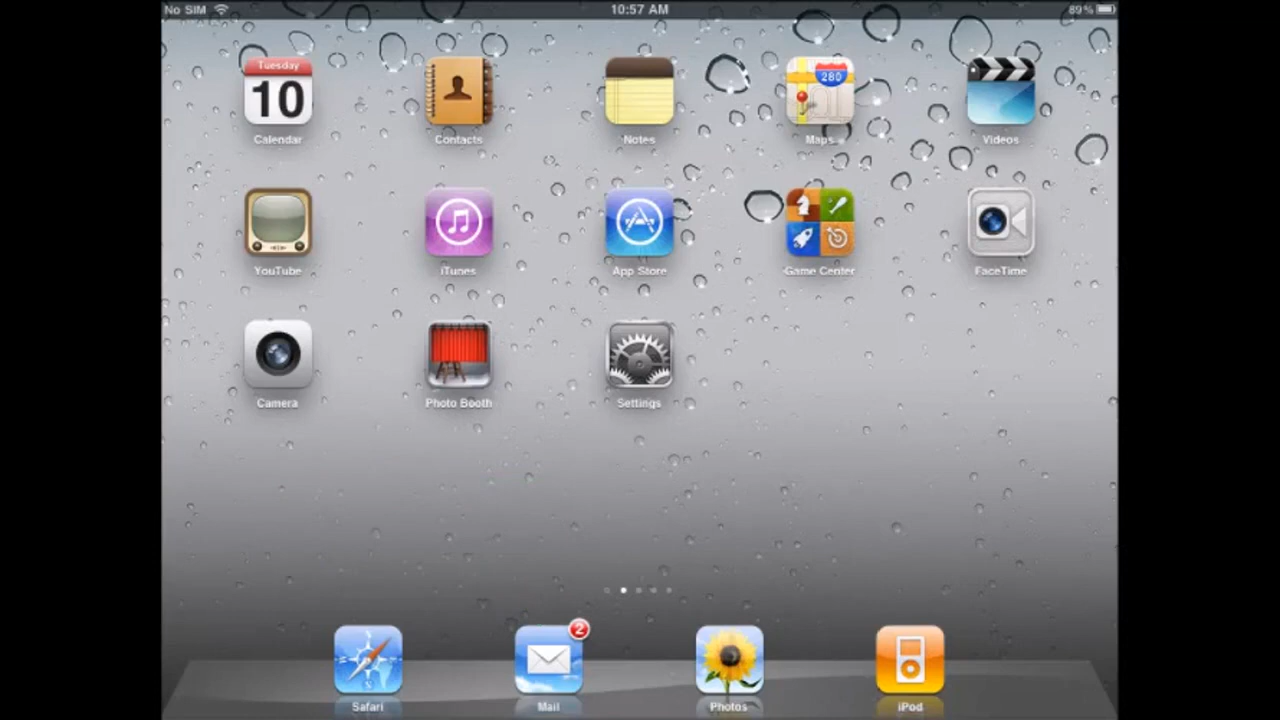 No SIM 10:57 AM 89%
Tuesday
10
280
Calendar Contacts Notes Maps Videos
YouTube iTunes App Store Game Center FaceTime
Camera Photo Booth Settings
2
Safari Mail Photos iPod